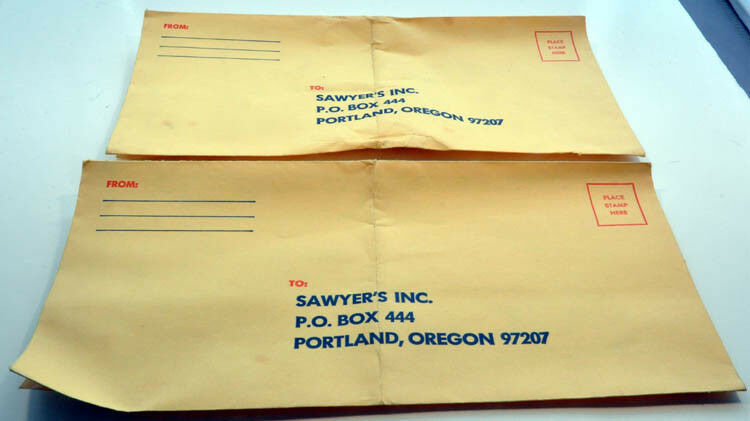 FROM:
PLACE
STAMP
HERE
TO:
SAWYER'S INC.
P.O. BOX 444
PORTLAND, OREGON 97207
FROM:
PLACE
STAMP
HERE
TO:
SAWYER'S INC.
P.O. BOX 444
PORTLAND, OREGON 97207